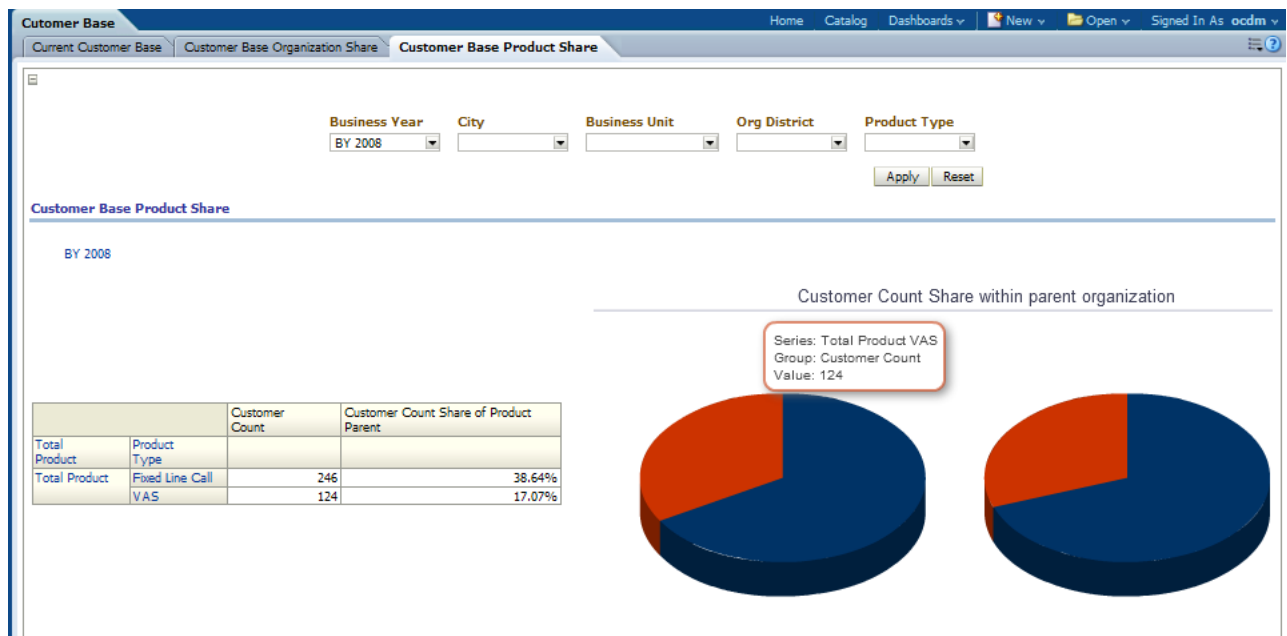 Cutomer Base
Home Catalog Dashboards New Open Signed In As ocdm
Current Customer Base Customer Base Organization Share Customer Base Product Share
Business Year City Business Unit Org District Product Type
BY 2008
Apply Reset
Customer Base Product Share
BY 2008
Customer Count Share within parent organization
Series: Total Product VAS
Group: Customer Count
Value: 124
Customer Count Customer Count Share of Product Parent
Total Product Product Type
Total Product Fixed Line Call 246 38.64%
VAS 124 17.07%